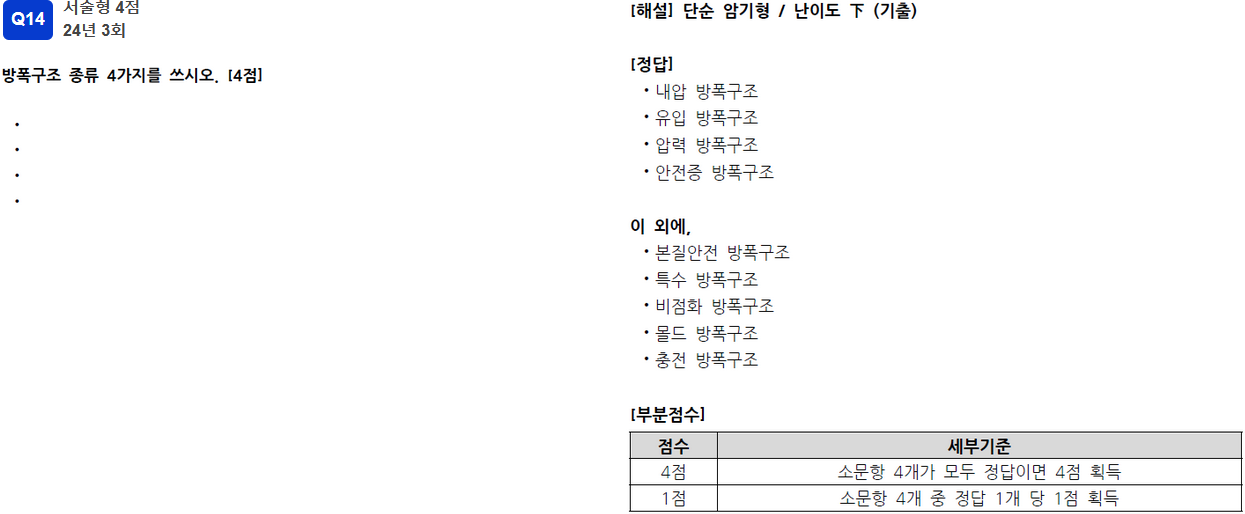 Q14
서술형 4점
24년 3회
방폭구조 종류 4가지를 쓰시오. [4점]
•
•
•
•
[해설] 단순 암기형 / 난이도 下 (기출)
[정답]
• 내압 방폭구조
• 유입 방폭구조
• 압력 방폭구조
• 안전증 방폭구조
이 외에,
• 본질안전 방폭구조
• 특수 방폭구조
• 비점화 방폭구조
• 몰드 방폭구조
• 충전 방폭구조
[부분점수]
점수 세부기준
4점 소문항 4개가 모두 정답이면 4점 획득
1점 소문항 4개 중 정답 1개 당 1점 획득